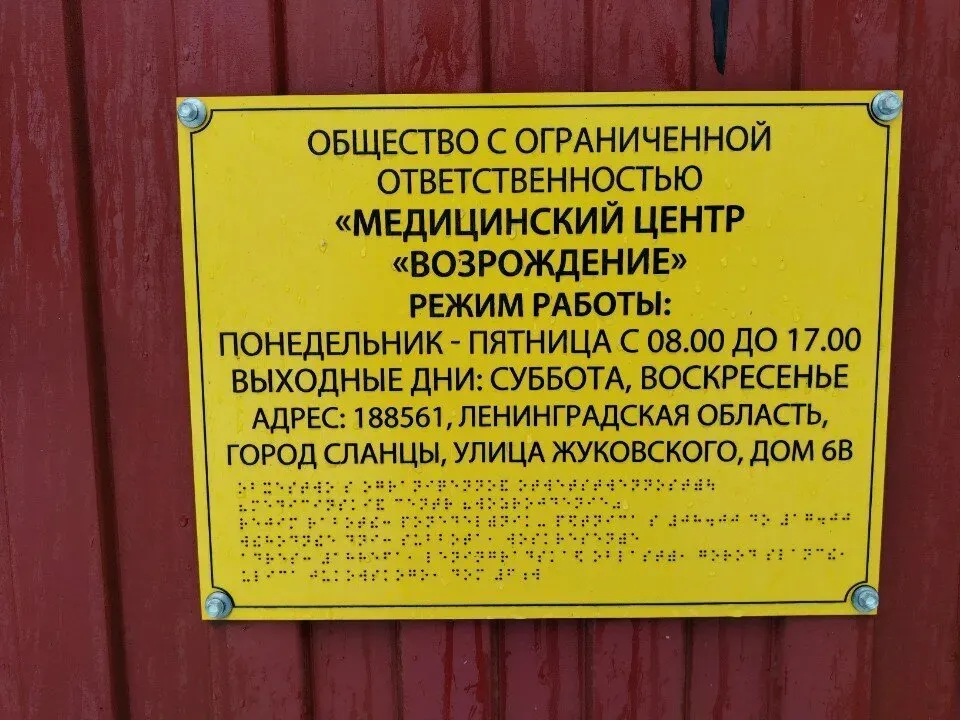 ОБЩЕСТВО С ОГРАНИЧЕННОЙ
ОТВЕТСТВЕННОСТЬЮ
«МЕДИЦИНСКИЙ ЦЕНТР
«ВОЗРОЖДЕНИЕ»
РЕЖИМ РАБОТЫ:
ПОНЕДЕЛЬНИК - ПЯТНИЦА С 08.00 ДО 17.00
ВЫХОДНЫЕ ДНИ: СУББОТА, ВОСКРЕСЕНЬЕ
АДРЕС: 188561, ЛЕНИНГРАДСКАЯ ОБЛАСТЬ,
ГОРОД СЛАНЦЫ, УЛИЦА ЖУКОВСКОГО, ДОМ 6В